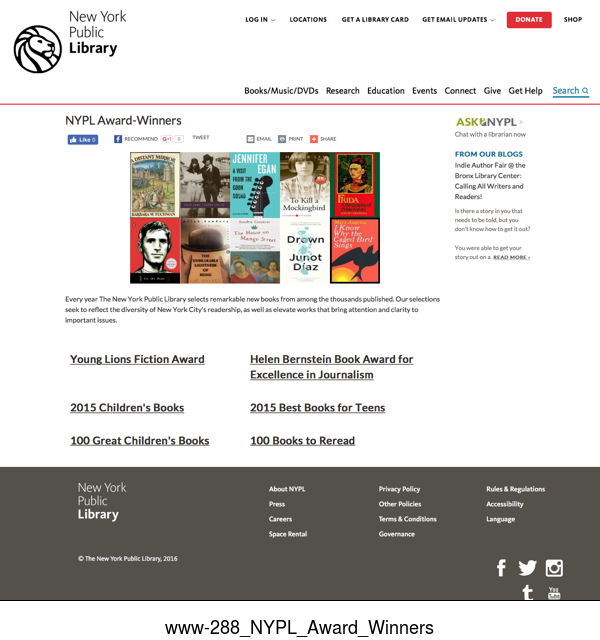 New York
Public
Library
LOG IN
LOCATIONS
GET A LIBRARY CARD
GET EMAIL UPDATES
DONATE
SHOP
Books/Music/DVDs Research Education Events Connect Give Get Help Search
NYPL Award-Winners
Like 0
RECOMMEND
G+1 0
TWEET
EMAIL
PRINT
SHARE
A DISTANT MIRROR
BARBARA W. TUCHMAN
JENNIFER EGAN
A VISIT FROM THE GOON SQUAD
HARPER LEE
To Kill a Mockingbird
FRIDA
THE UNBEARABLE LIGHTNESS OF BEING
Sandra Cisneros
The House on Mango Street
Drown
Junot Díaz
I Know Why the Caged Bird Sings
ASK NYPL >
Chat with a librarian now
FROM OUR BLOGS
Indie Author Fair @ the
Bronx Library Center:
Calling All Writers and
Readers!
Is there a story in you that
needs to be told, but you
don't know how to get it out?
You were able to get your
story out on a READ MORE ›
Every year The New York Public Library selects remarkable new books from among the thousands published. Our selections
seek to reflect the diversity of New York City's readership, as well as elevate works that bring attention and clarity to
important issues.
Young Lions Fiction Award
Helen Bernstein Book Award for
Excellence in Journalism
2015 Children's Books
2015 Best Books for Teens
100 Great Children's Books
100 Books to Reread
New York
Public
Library
About NYPL
Privacy Policy
Rules & Regulations
Press
Other Policies
Accessibility
Careers
Terms & Conditions
Language
Space Rental
Governance
© The New York Public Library, 2016
You
Tube
www-288_NYPL_Award_Winners